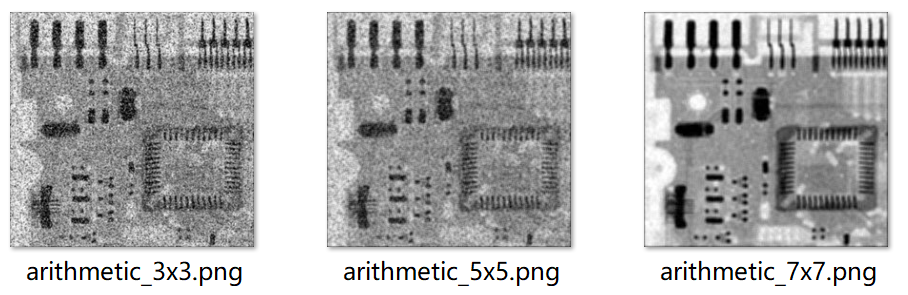 arithmetic_3x3.png
arithmetic_5x5.png
arithmetic_7x7.png